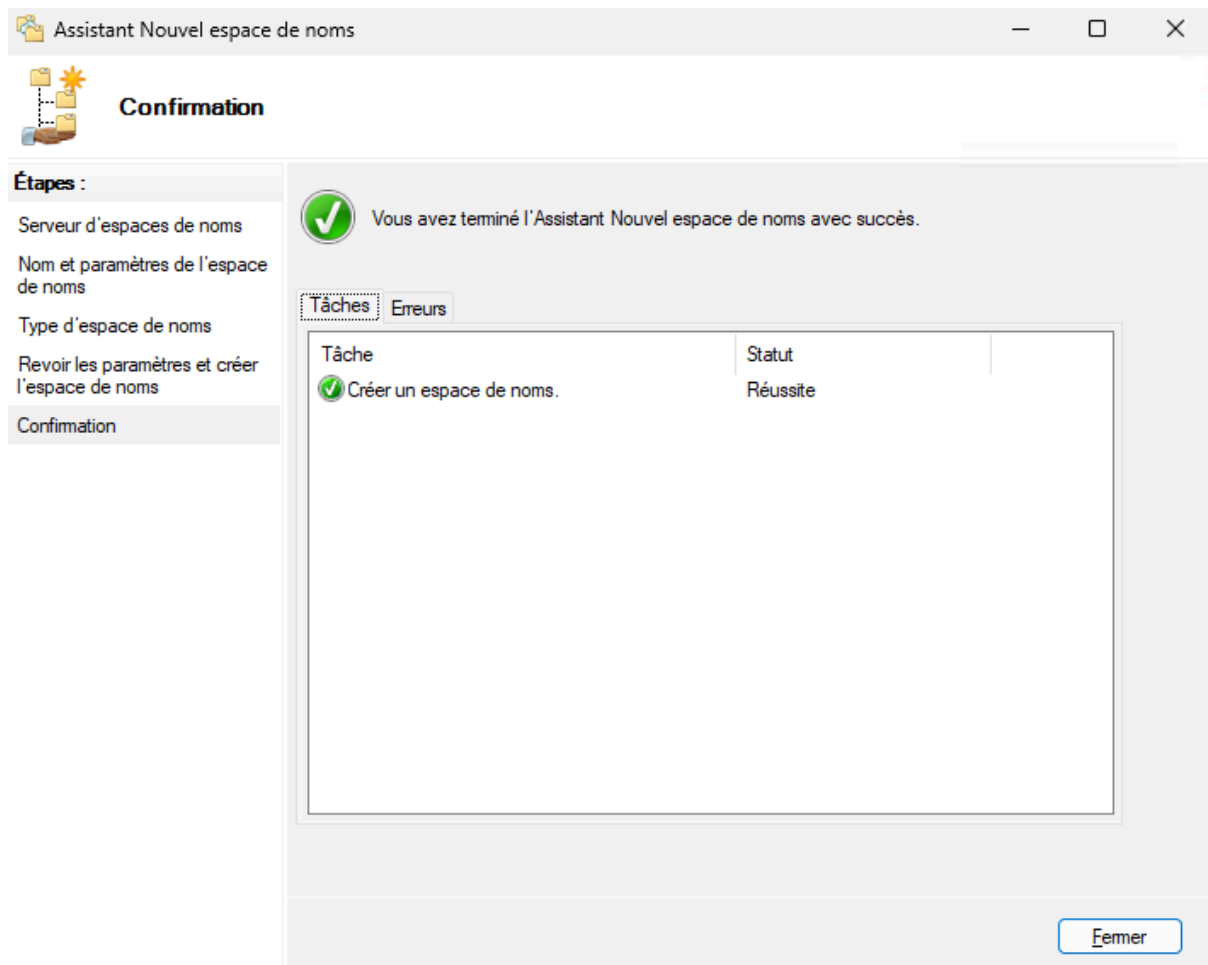 Assistant Nouvel espace de noms
Confirmation
Étapes :
Serveur d'espaces de noms
Nom et paramètres de l'espace
de noms
Type d'espace de noms
Revoir les paramètres et créer
l'espace de noms
Confirmation
Vous avez terminé l'Assistant Nouvel espace de noms avec succès.
Tâches Erreurs
Tâche Statut
Créer un espace de noms. Réussite
Fermer